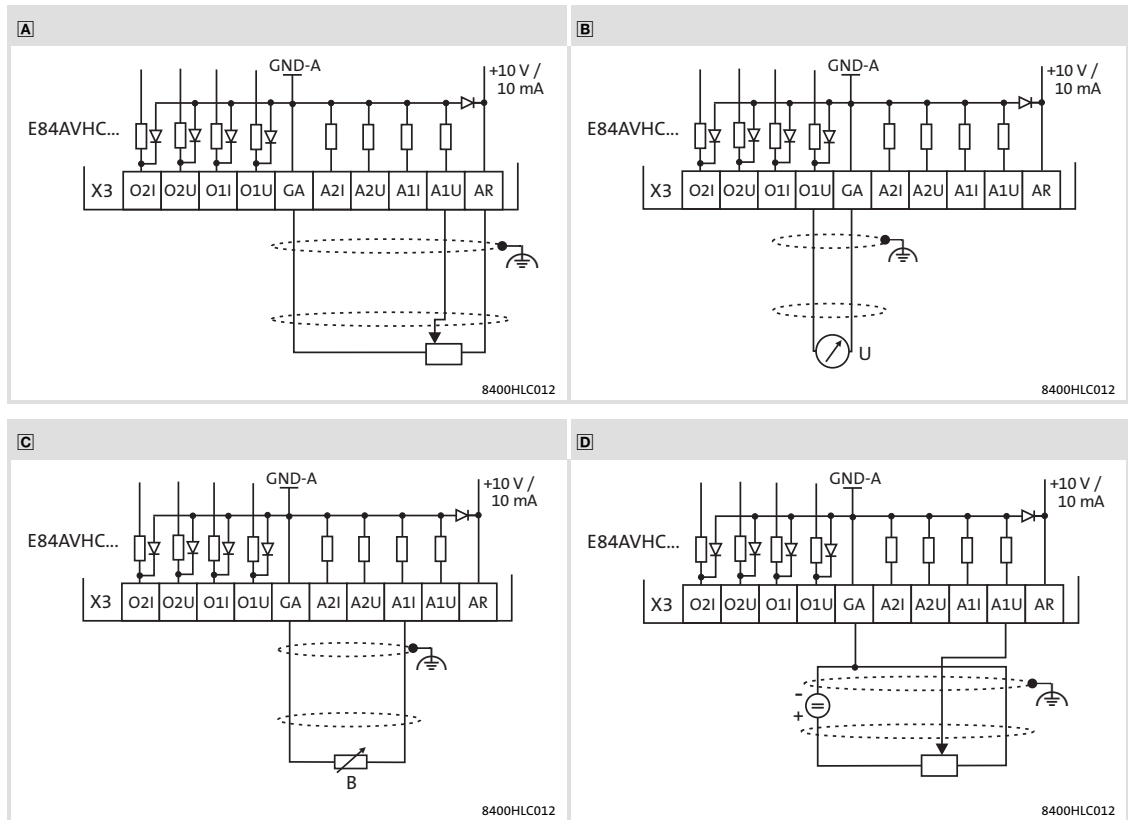 A
GND-A
+10 V /
10 mA
E84AVHC...
X3 O2I O2U O1I O1U GA A2I A2U A1I A1U AR
8400HLC012
B
GND-A
+10 V /
10 mA
E84AVHC...
X3 O2I O2U O1I O1U GA A2I A2U A1I A1U AR
U
8400HLC012
C
GND-A
+10 V /
10 mA
E84AVHC...
X3 O2I O2U O1I O1U GA A2I A2U A1I A1U AR
B
8400HLC012
D
GND-A
+10 V /
10 mA
E84AVHC...
X3 O2I O2U O1I O1U GA A2I A2U A1I A1U AR
-
+
8400HLC012